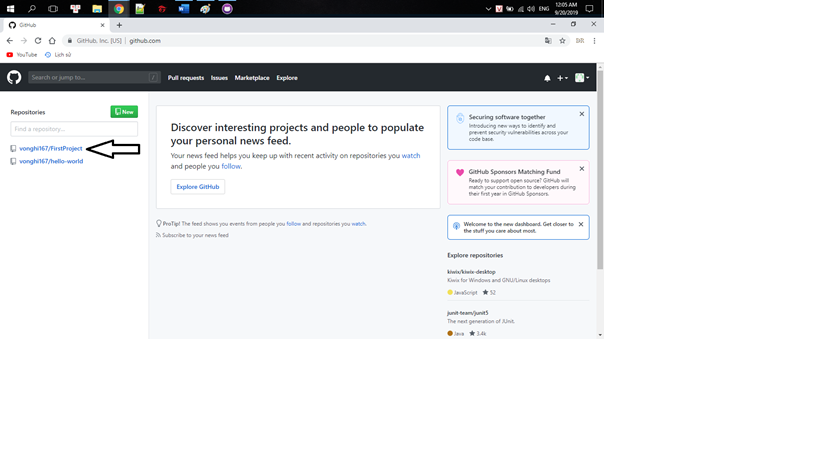 12:05 AM
ENG
9/20/2019
GitHub
GitHub, Inc. [US] | github.com
YouTube
Lịch sử
Search or jump to...
/
Pull requests
Issues
Marketplace
Explore
Repositories
New
Find a repository...
vonghi167/FirstProject
vonghi167/hello-world
Discover interesting projects and people to populate
your personal news feed.
Your news feed helps you keep up with recent activity on repositories you watch
and people you follow.
Explore GitHub
ProTip! The feed shows you events from people you follow and repositories you watch.
Subscribe to your news feed
Securing software together
Introducing new ways to identify and
prevent security vulnerabilities across your
code base.
GitHub Sponsors Matching Fund
Ready to support open source? GitHub will
match your contribution to developers during
their first year in GitHub Sponsors.
Welcome to the new dashboard. Get closer to
the stuff you care about most.
Explore repositories
kiwix/kiwix-desktop
Kiwix for Windows and GNU/Linux desktops
JavaScript
52
junit-team/junit5
The next generation of JUnit.
Java
3.4k